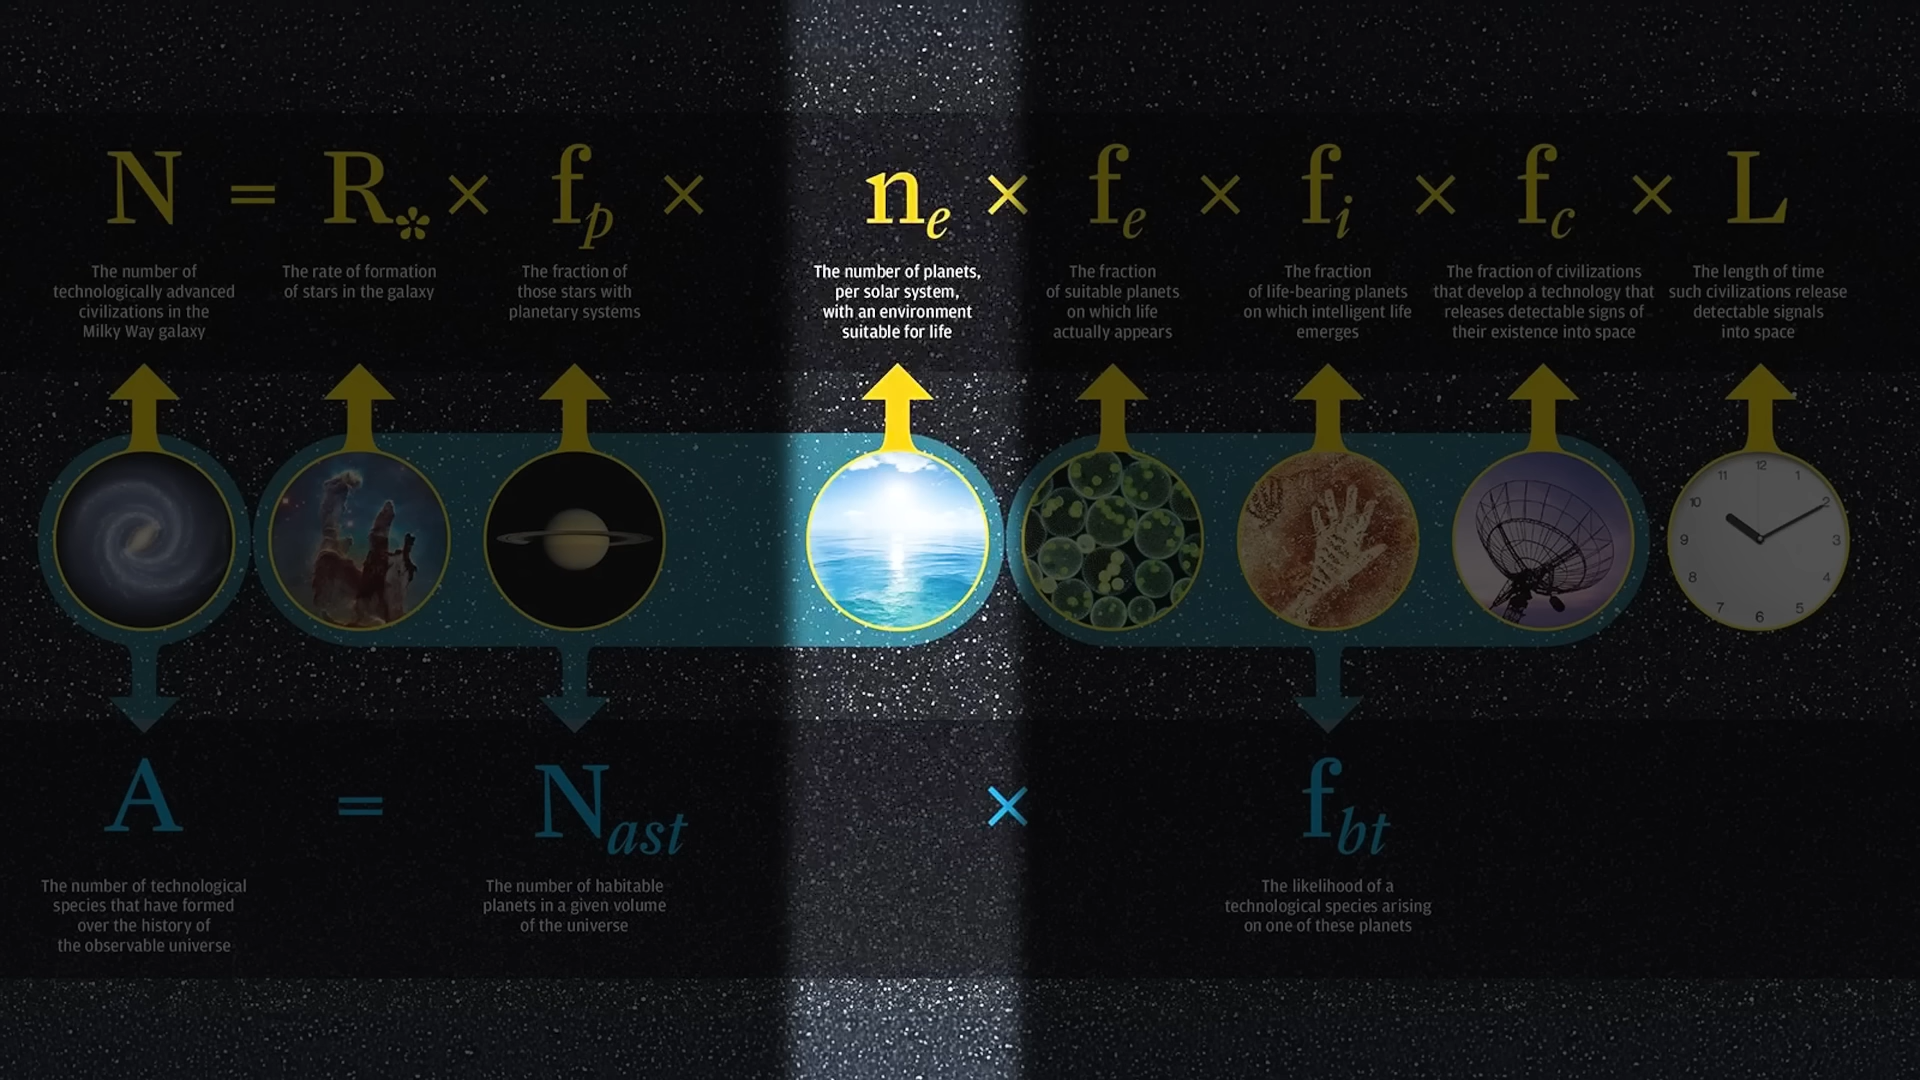 N = R* × fp × ne × fe × fi × fc × L
The number of
technologically advanced
civilizations in the
Milky Way galaxy
The rate of formation
of stars in the galaxy
The fraction of
those stars with
planetary systems
The number of planets,
per solar system,
with an environment
suitable for life
The fraction
of suitable planets
on which life
actually appears
The fraction
of life-bearing planets
on which intelligent life
emerges
The fraction of civilizations
that develop a technology that
releases detectable signs of
their existence into space
The length of time
such civilizations release
detectable signals
into space
12
1
2
3
4
5
6
7
8
9
10
11
A = Nast × fbt
The number of technological
species that have formed
over the history of
the observable universe
The number of habitable
planets in a given volume
of the universe
The likelihood of a
technological species arising
on one of these planets